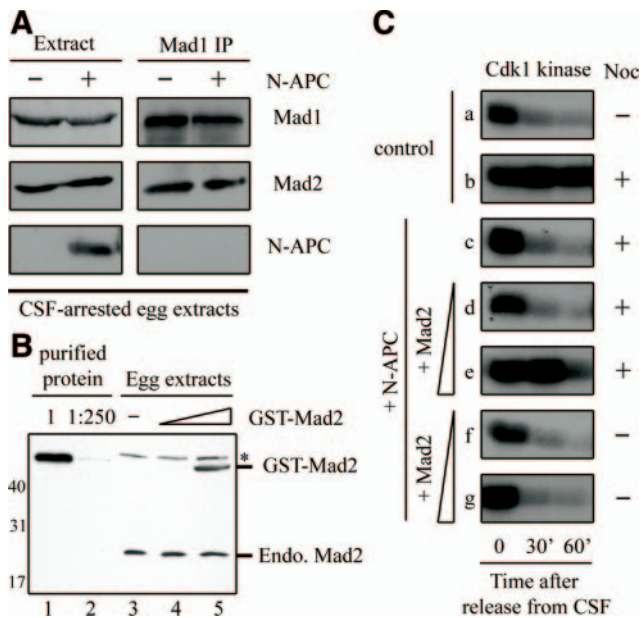 A
Extract Mad1 IP
− + − + N-APC
Mad1
Mad2
N-APC
CSF-arrested egg extracts
B
purified protein
Egg extracts
1 1:250 − GST-Mad2
*
GST-Mad2
40
31
Endo. Mad2
17
1 2 3 4 5
C
Cdk1 kinase Noc
control
a −
b +
+ N-APC
c +
+ Mad2
d +
e +
+ Mad2
f −
g −
0 30' 60'
Time after
release from CSF